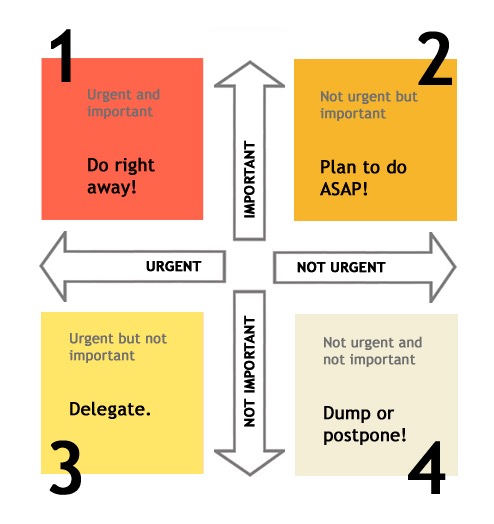 1
Urgent and
important
Do right
away!
2
Not urgent but
important
Plan to do
ASAP!
IMPORTANT
URGENT
NOT URGENT
NOT IMPORTANT
Urgent but not
important
Delegate.
3
Not urgent and
not important
Dump or
postpone!
4